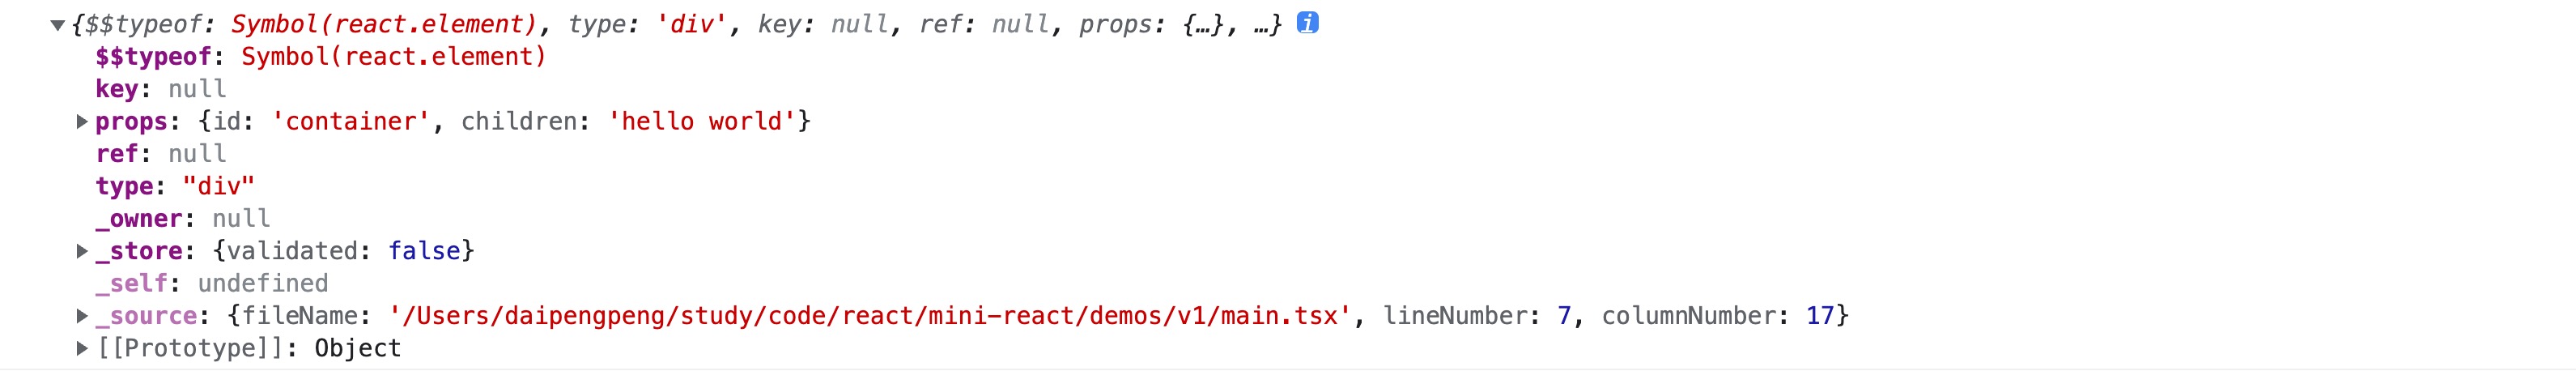 ▼{$$typeof: Symbol(react.element), type: 'div', key: null, ref: null, props: {…}, …} i
$$typeof: Symbol(react.element)
key: null
▶props: {id: 'container', children: 'hello world'}
ref: null
type: "div"
_owner: null
▶_store: {validated: false}
_self: undefined
▶_source: {fileName: '/Users/daipengpeng/study/code/react/mini-react/demos/v1/main.tsx', lineNumber: 7, columnNumber: 17}
▶[[Prototype]]: Object